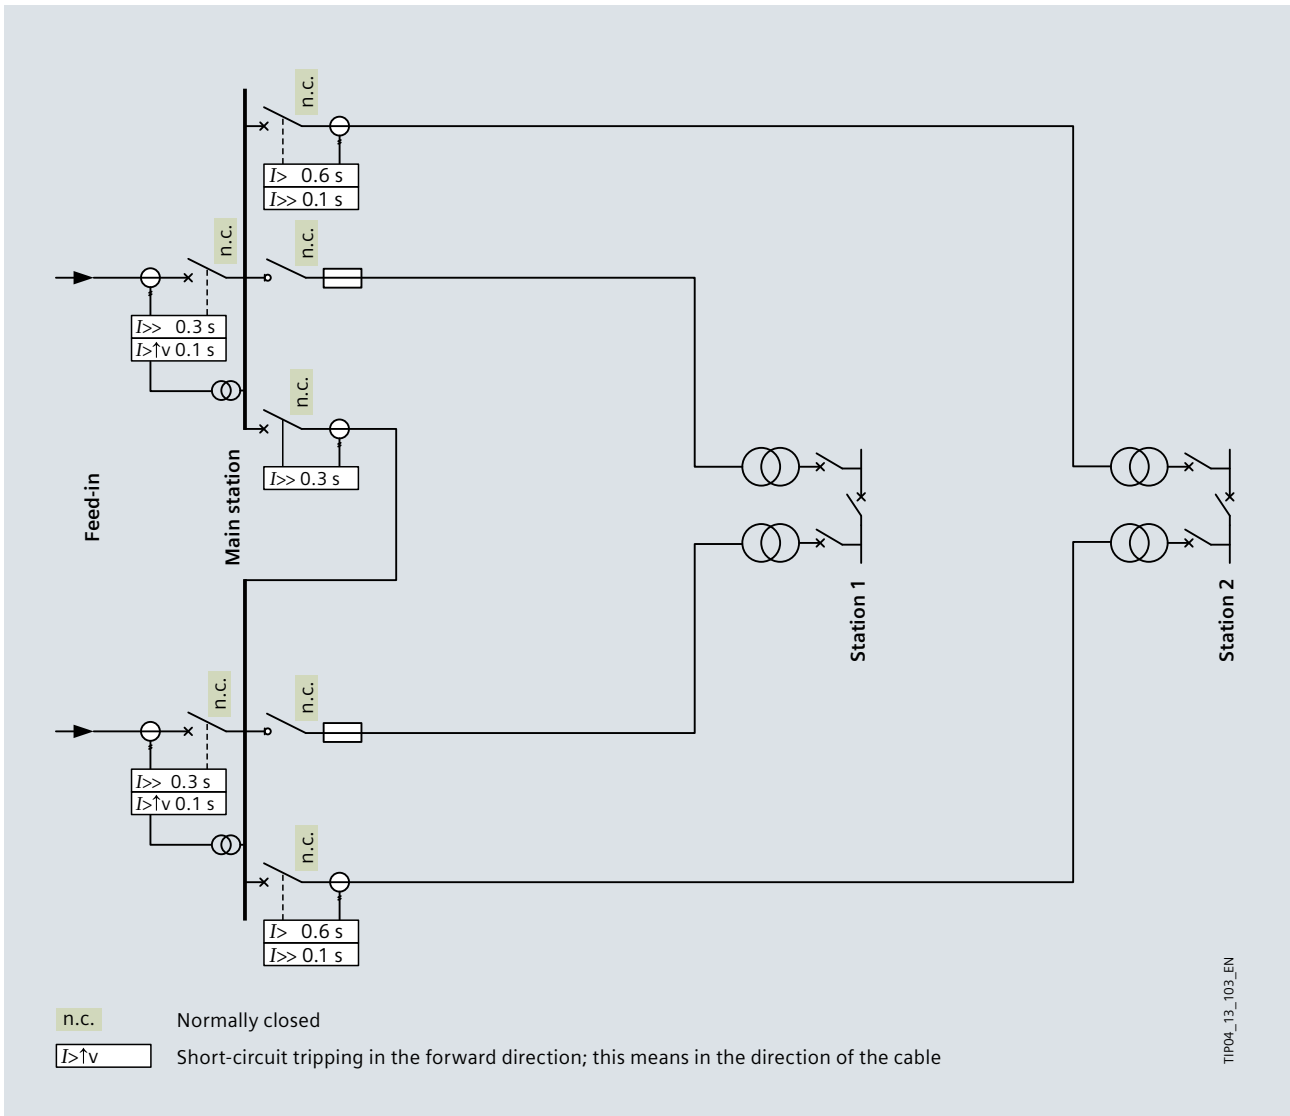 n.c.
I> 0.6 s
I>> 0.1 s
n.c.
n.c.
I>> 0.3 s
I>↑v 0.1 s
n.c.
I>> 0.3 s
Feed-in
Main station
Station 1
Station 2
n.c.
n.c.
I>> 0.3 s
I>↑v 0.1 s
n.c.
I> 0.6 s
I>> 0.1 s
n.c. Normally closed
I>↑v Short-circuit tripping in the forward direction; this means in the direction of the cable
TIP04_13_103_EN